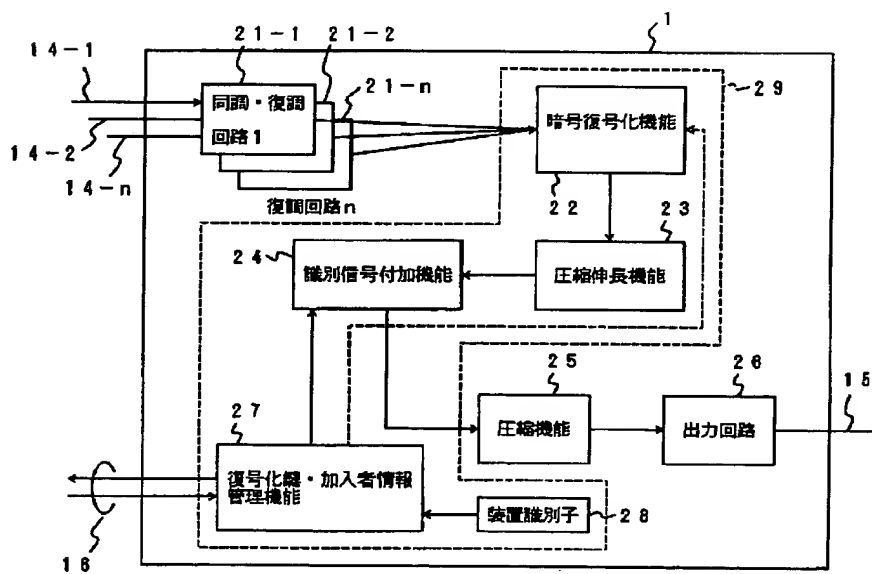 1
21-1
21-2
14-1
21-n
29
同調・復調
回路1
14-2
14-n
復調回路n
暗号復号化機能
22
23
24
識別信号付加機能
圧縮伸長機能
25
26
15
27
圧縮機能
出力回路
復号化鍵・加入者情報
管理機能
装置識別子
28
16